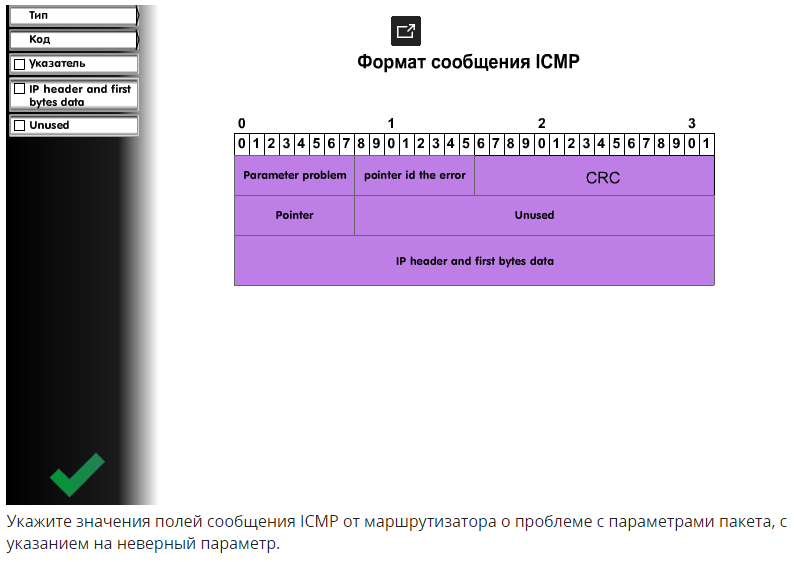 Тип
Код
Указатель
IP header and first
bytes data
Unused
Формат сообщения ICMP
0 1 2 3
0 1 2 3 4 5 6 7 8 9 0 1 2 3 4 5 6 7 8 9 0 1 2 3 4 5 6 7 8 9 0 1
Parameter problem pointer id the error CRC
Pointer Unused
IP header and first bytes data
Укажите значения полей сообщения ICMP от маршрутизатора о проблеме с параметрами пакета, с
указанием на неверный параметр.